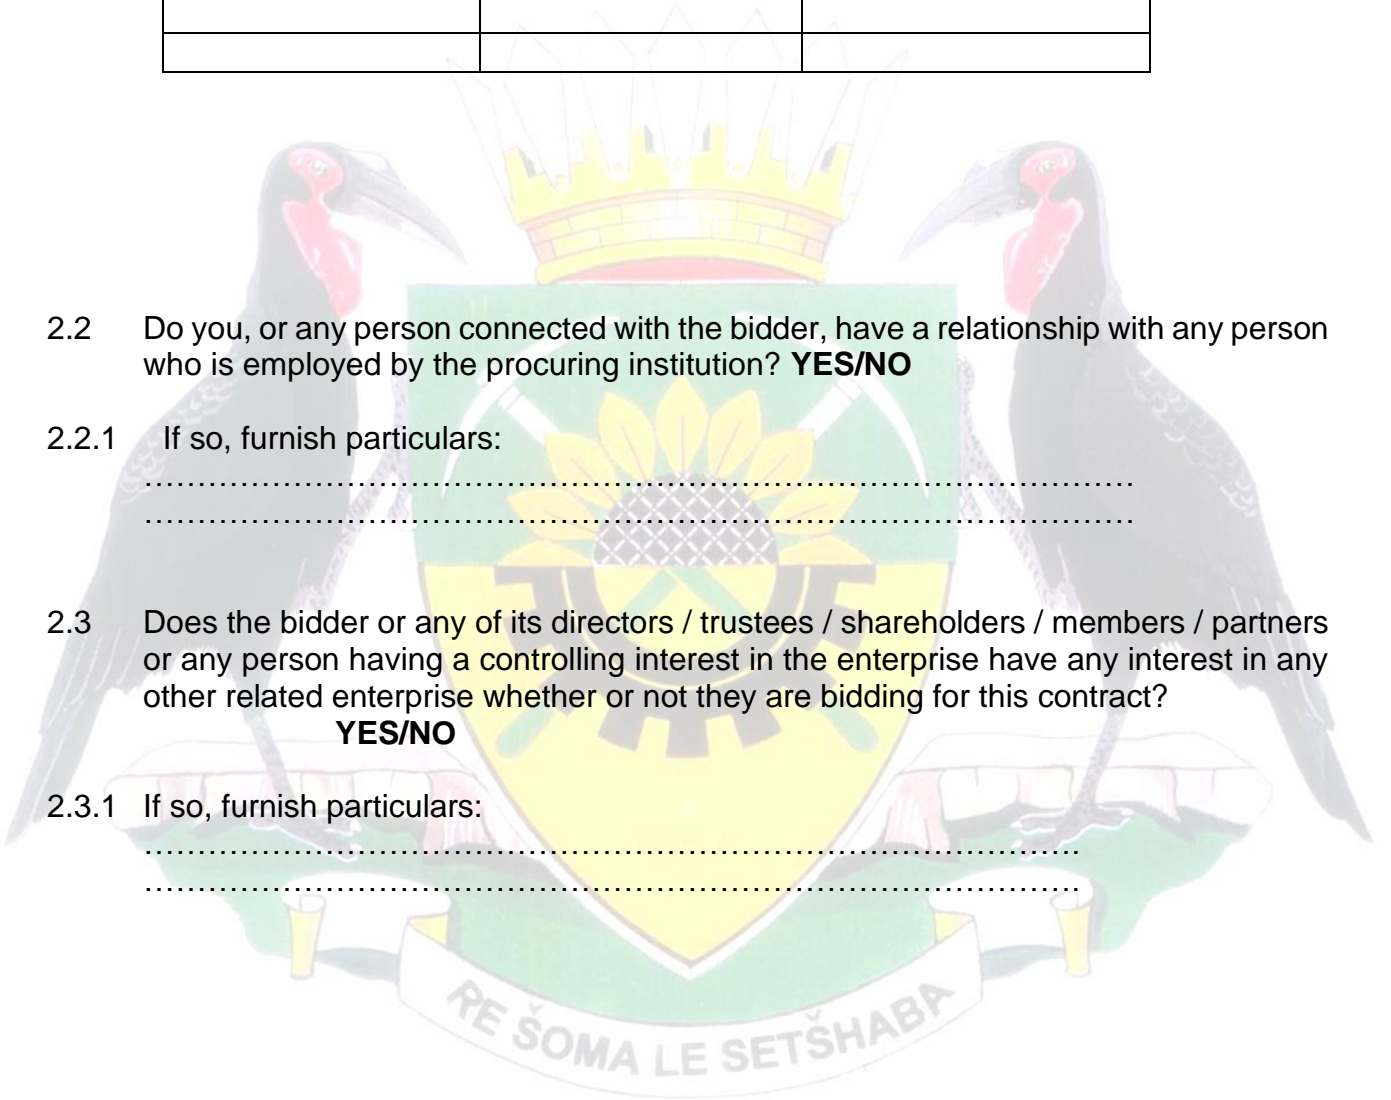 2.2 Do you, or any person connected with the bidder, have a relationship with any person
who is employed by the procuring institution? YES/NO
2.2.1 If so, furnish particulars:
……………………………………………………………………………………
……………………………………………………………………………………
2.3 Does the bidder or any of its directors / trustees / shareholders / members / partners
or any person having a controlling interest in the enterprise have any interest in any
other related enterprise whether or not they are bidding for this contract?
YES/NO
2.3.1 If so, furnish particulars:
……………………………………………………………………………….
……………………………………………………………………………….
RE ŠOMA LE SETŠHABA